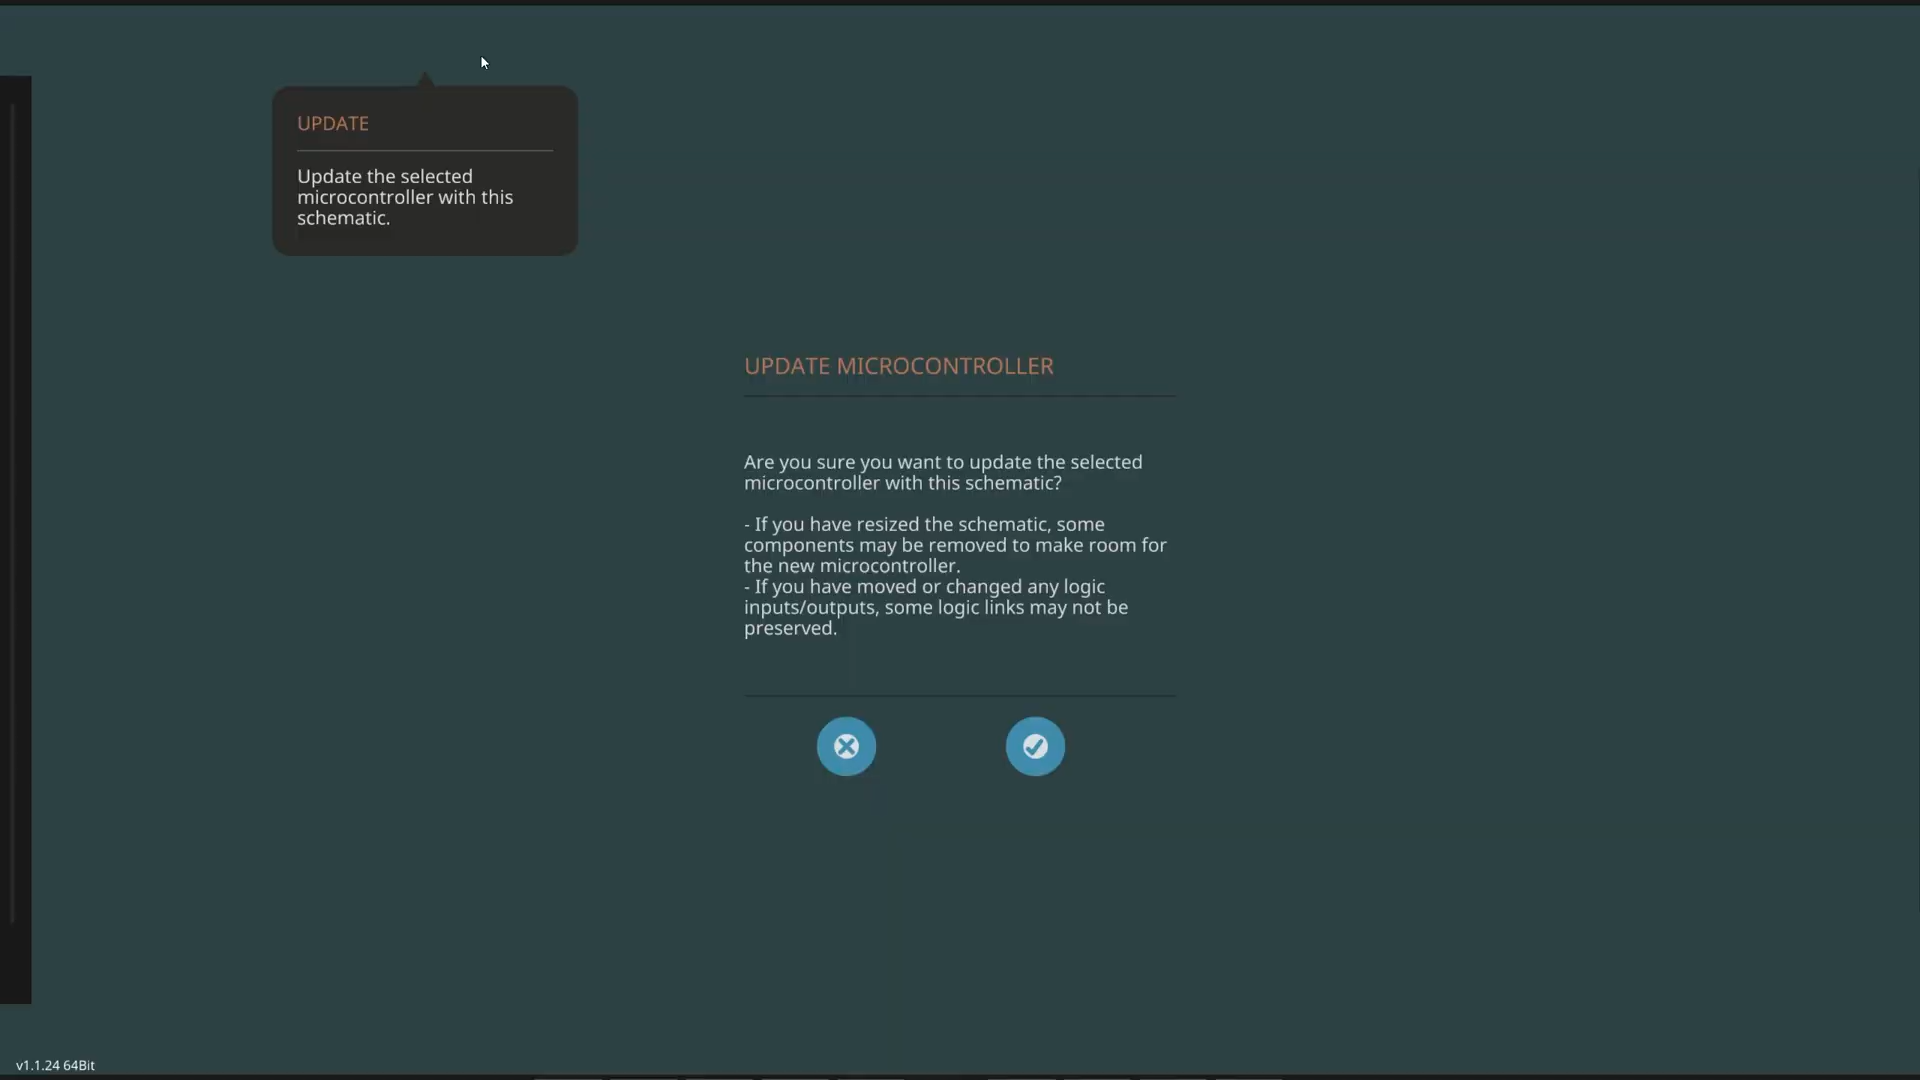 UPDATE
Update the selected
microcontroller with this
schematic.
UPDATE MICROCONTROLLER
Are you sure you want to update the selected
microcontroller with this schematic?
- If you have resized the schematic, some
components may be removed to make room for
the new microcontroller.
- If you have moved or changed any logic
inputs/outputs, some logic links may not be
preserved.
v1.1.24 64Bit